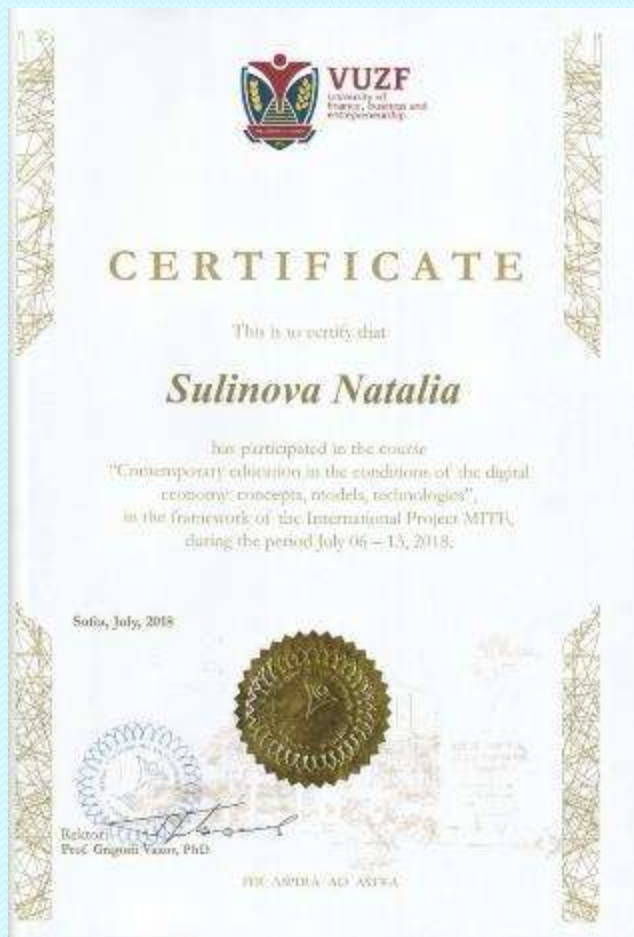 VUZF
University of
finance, business and
entrepreneurship
CERTIFICATE
This is to certify that
Sulinova Natalia
has participated in the course
"Contemporary education in the conditions of the digital
economy: concepts, models, technologies",
in the framework of the International Project MITR,
during the period July 06 – 13, 2018.
Sofia, July, 2018
Rektor:
Prof. Grigorii Vazov, PhD.
PER ASPERA AD ASTRA